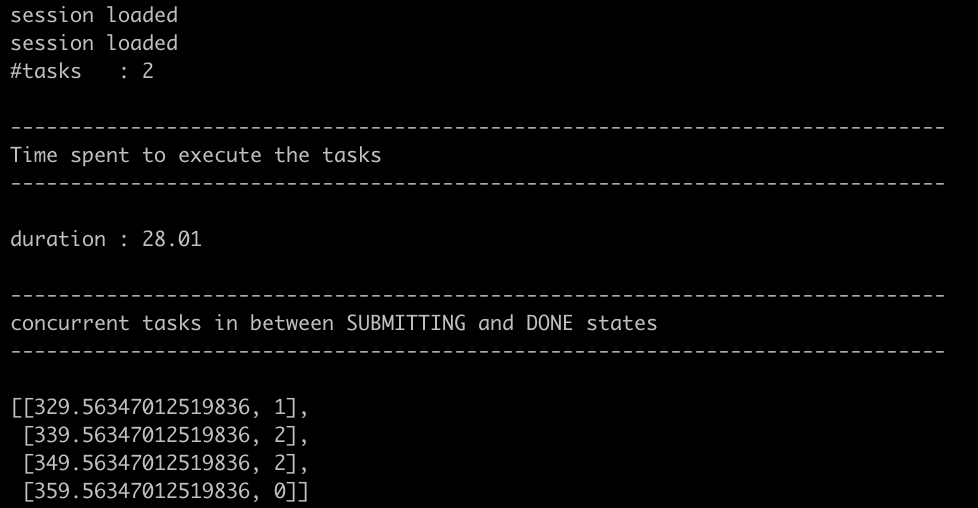 session loaded
session loaded
#tasks   : 2
------------------------------------------------------------------------------
Time spent to execute the tasks
------------------------------------------------------------------------------
duration : 28.01
------------------------------------------------------------------------------
concurrent tasks in between SUBMITTING and DONE states
------------------------------------------------------------------------------
[[329.56347012519836, 1],
 [339.56347012519836, 2],
 [349.56347012519836, 2],
 [359.56347012519836, 0]]